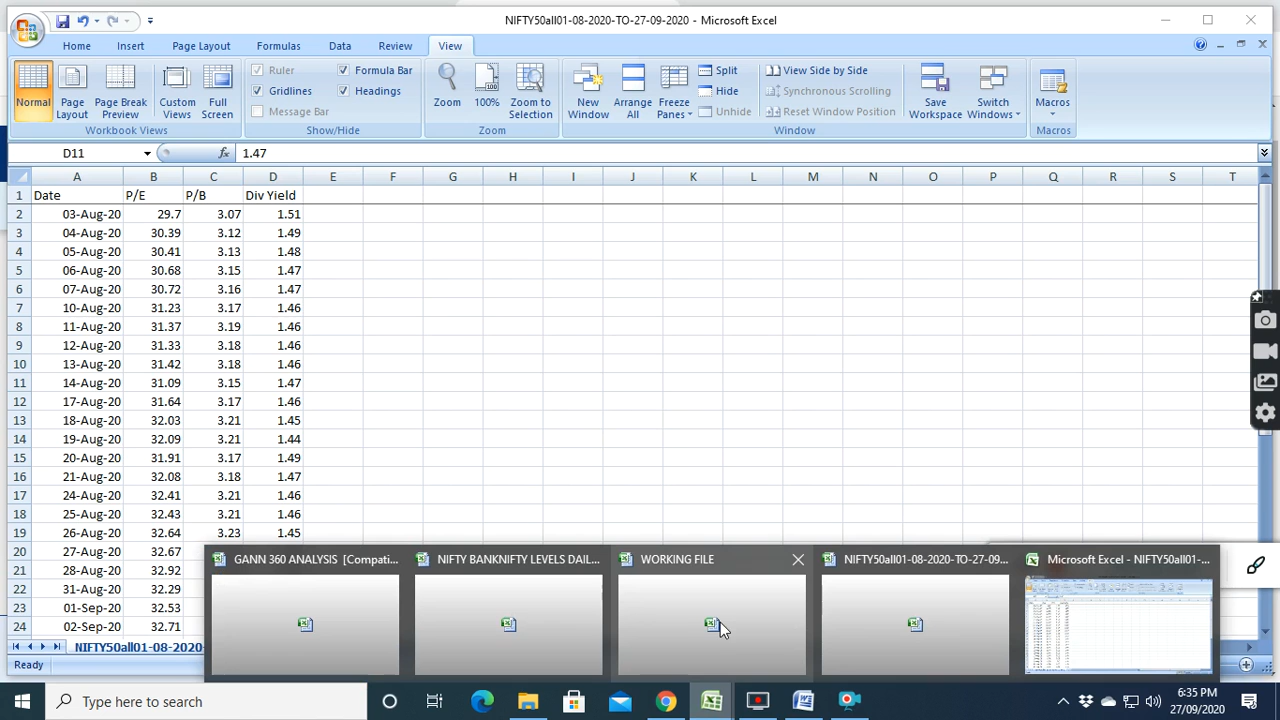 NIFTY50all01-08-2020-TO-27-09-2020 - Microsoft Excel
Home Insert Page Layout Formulas Data Review View
Normal Page Layout Page Break Preview Custom Views Full Screen
Workbook Views
Ruler Formula Bar
Gridlines Headings
Message Bar
Show/Hide
Zoom 100% Zoom to Selection
Zoom
New Window Arrange All Freeze Panes
Split
Hide
Unhide
View Side by Side
Synchronous Scrolling
Reset Window Position
Window
Save Workspace Switch Windows
Macros
Macros
D11 fx 1.47
A B C D E F G H I J K L M N O P Q R S T
1 Date P/E P/B Div Yield
2 03-Aug-20 29.7 3.07 1.51
3 04-Aug-20 30.39 3.12 1.49
4 05-Aug-20 30.41 3.13 1.48
5 06-Aug-20 30.68 3.15 1.47
6 07-Aug-20 30.72 3.16 1.47
7 10-Aug-20 31.23 3.17 1.46
8 11-Aug-20 31.37 3.19 1.46
9 12-Aug-20 31.33 3.18 1.46
10 13-Aug-20 31.42 3.18 1.46
11 14-Aug-20 31.09 3.15 1.47
12 17-Aug-20 31.64 3.17 1.46
13 18-Aug-20 32.03 3.21 1.45
14 19-Aug-20 32.09 3.21 1.44
15 20-Aug-20 31.91 3.17 1.49
16 21-Aug-20 32.08 3.18 1.47
17 24-Aug-20 32.41 3.21 1.46
18 25-Aug-20 32.43 3.21 1.46
19 26-Aug-20 32.64 3.23 1.45
20 27-Aug-20 32.67
21 28-Aug-20 32.92
22 31-Aug-20 32.29
23 01-Sep-20 32.53
24 02-Sep-20 32.71
GANN 360 ANALYSIS [Compati... NIFTY BANKNIFTY LEVELS DAIL... WORKING FILE NIFTY50all01-08-2020-TO-27-09... Microsoft Excel - NIFTY50all01-...
NIFTY50all01-08-2020-
Ready
Type here to search
6:35 PM
27/09/2020